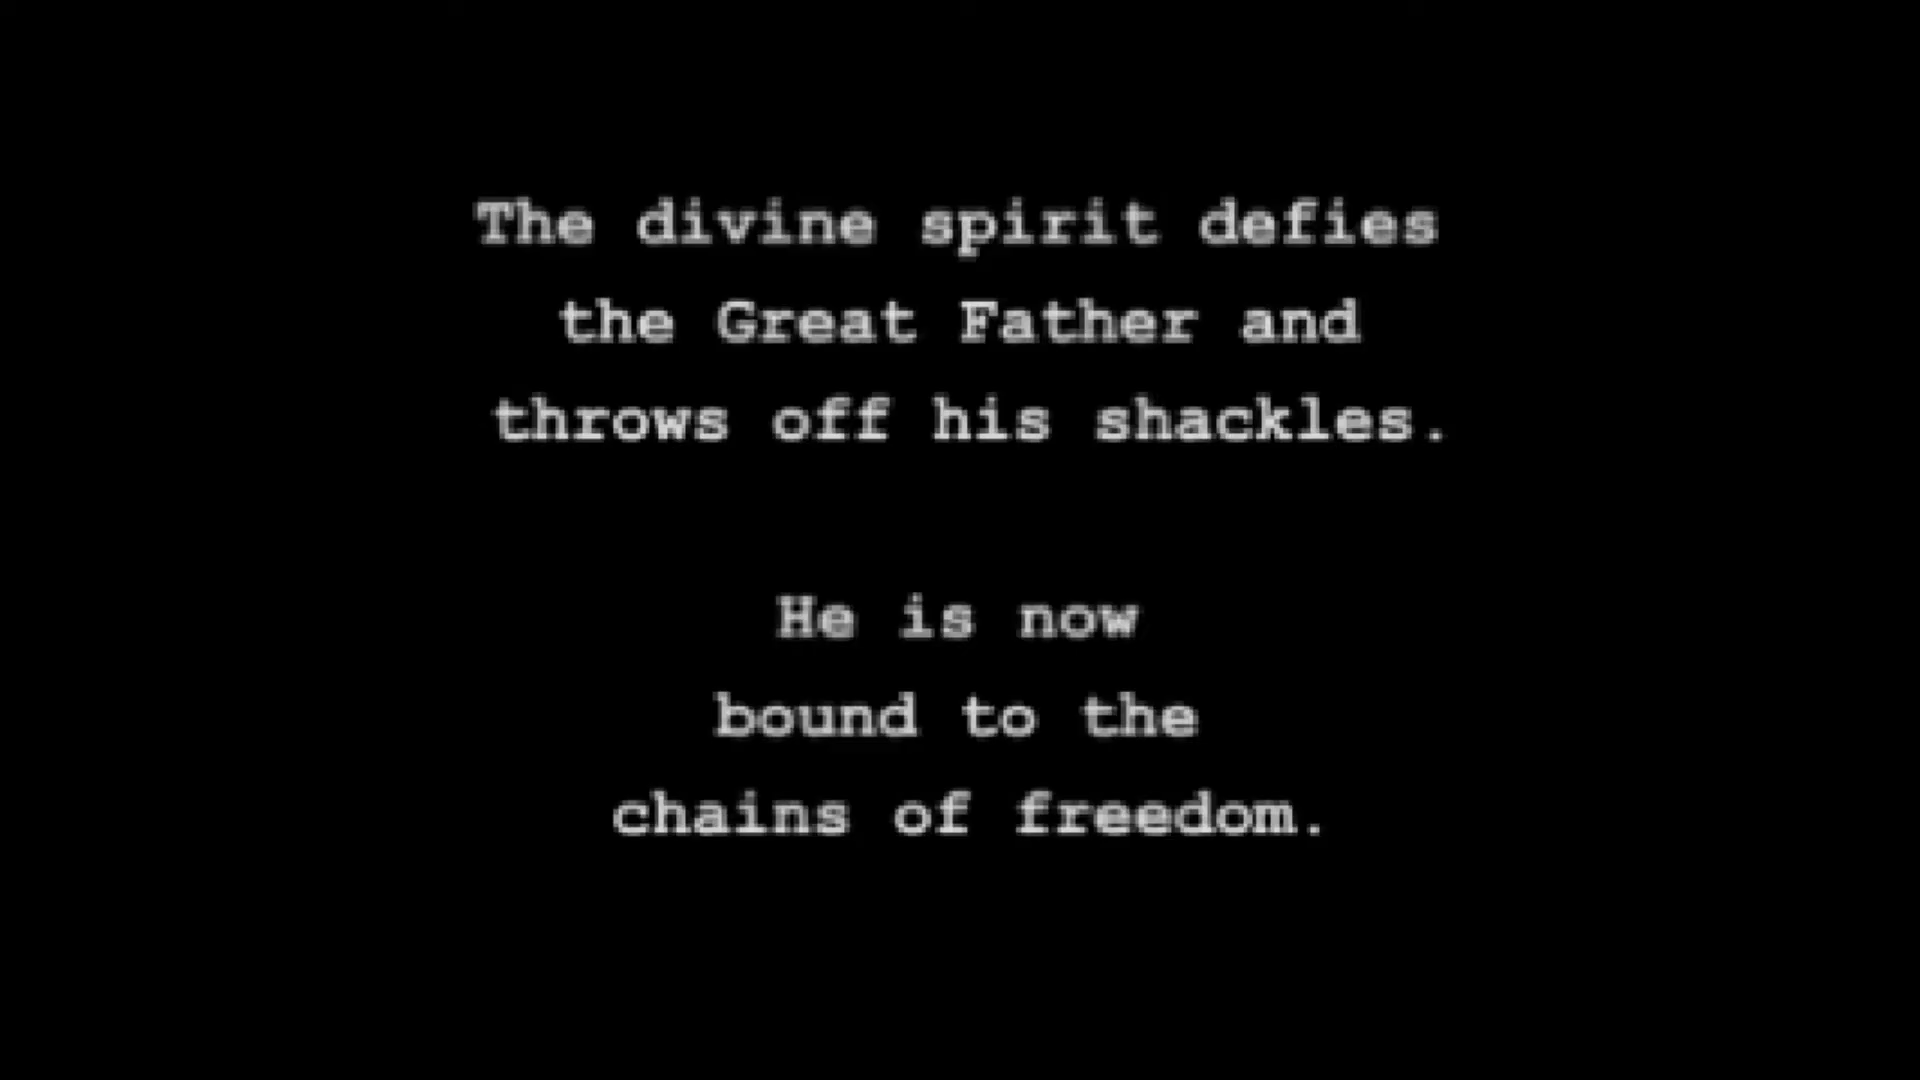 The divine spirit defies
the Great Father and
throws off his shackles.
He is now
bound to the
chains of freedom.